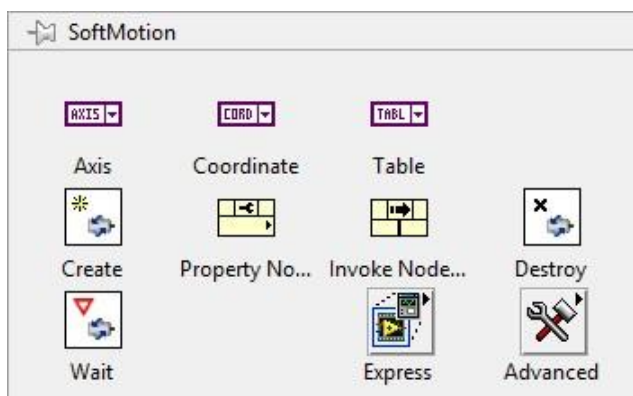 SoftMotion
AXIS CORD TABL
Axis Coordinate Table
Create Property No... Invoke Node... Destroy
Wait Express Advanced